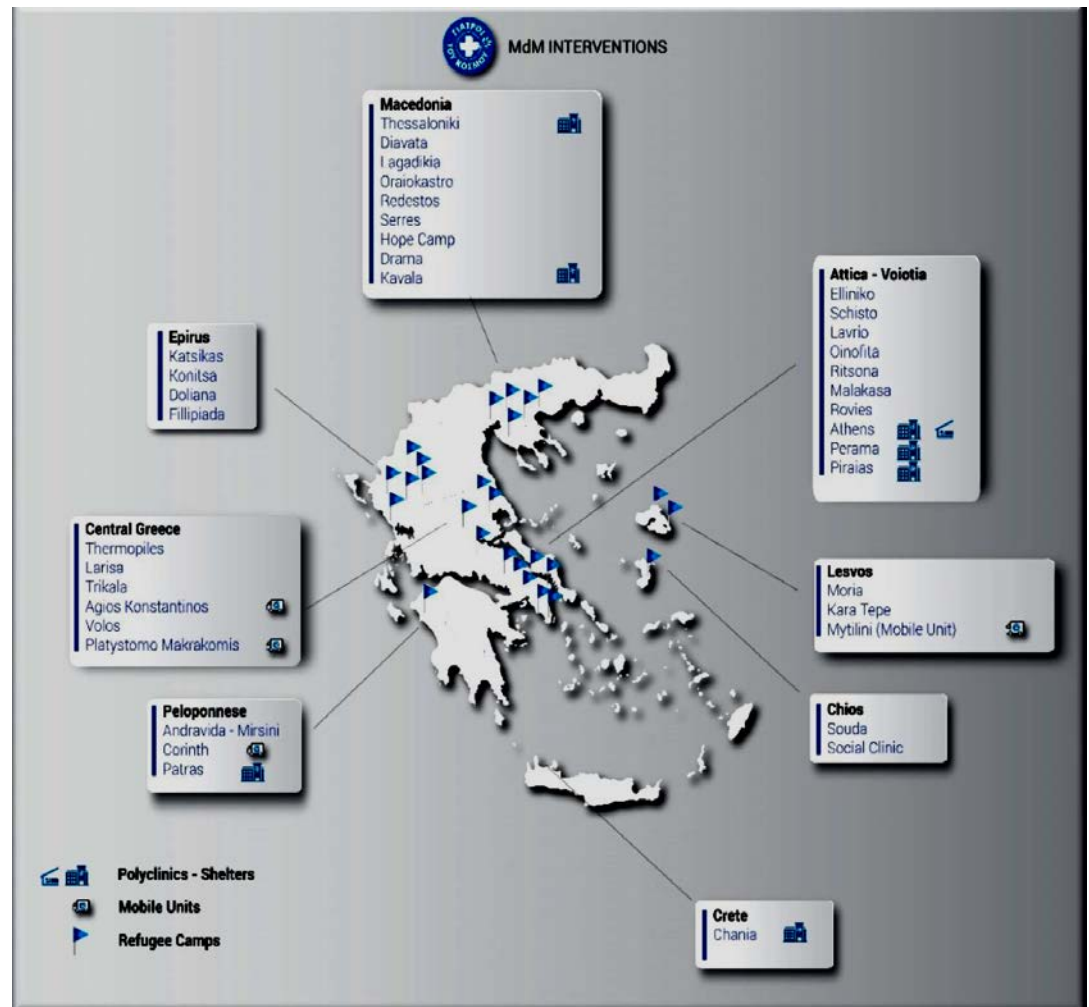 ΓΙΑΤΡΟΙ
ΤΟΥ ΚΟΣΜΟΥ
MdM INTERVENTIONS
Macedonia
Thessaloniki
Diavata
Lagadikia
Oraiokastro
Redestos
Serres
Hope Camp
Drama
Kavala
Attica - Voiotia
Elliniko
Schisto
Lavrio
Oinofita
Ritsona
Malakasa
Rovies
Athens
Perama
Piraias
Epirus
Katsikas
Konitsa
Doliana
Fillipiada
Central Greece
Thermopiles
Larisa
Trikala
Agios Konstantinos
Volos
Platystomo Makrakomis
Lesvos
Moria
Kara Tepe
Mytilini (Mobile Unit)
Peloponnese
Andravida - Mirsini
Corinth
Patras
Chios
Souda
Social Clinic
Polyclinics - Shelters
Mobile Units
Refugee Camps
Crete
Chania